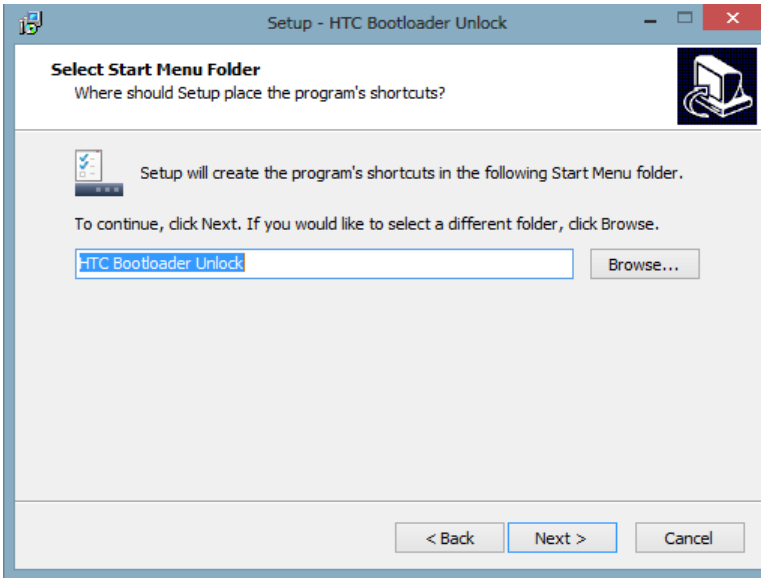 Setup - HTC Bootloader Unlock
Select Start Menu Folder
Where should Setup place the program's shortcuts?
Setup will create the program's shortcuts in the following Start Menu folder.
To continue, click Next. If you would like to select a different folder, click Browse.
HTC Bootloader Unlock
Browse...
< Back
Next >
Cancel